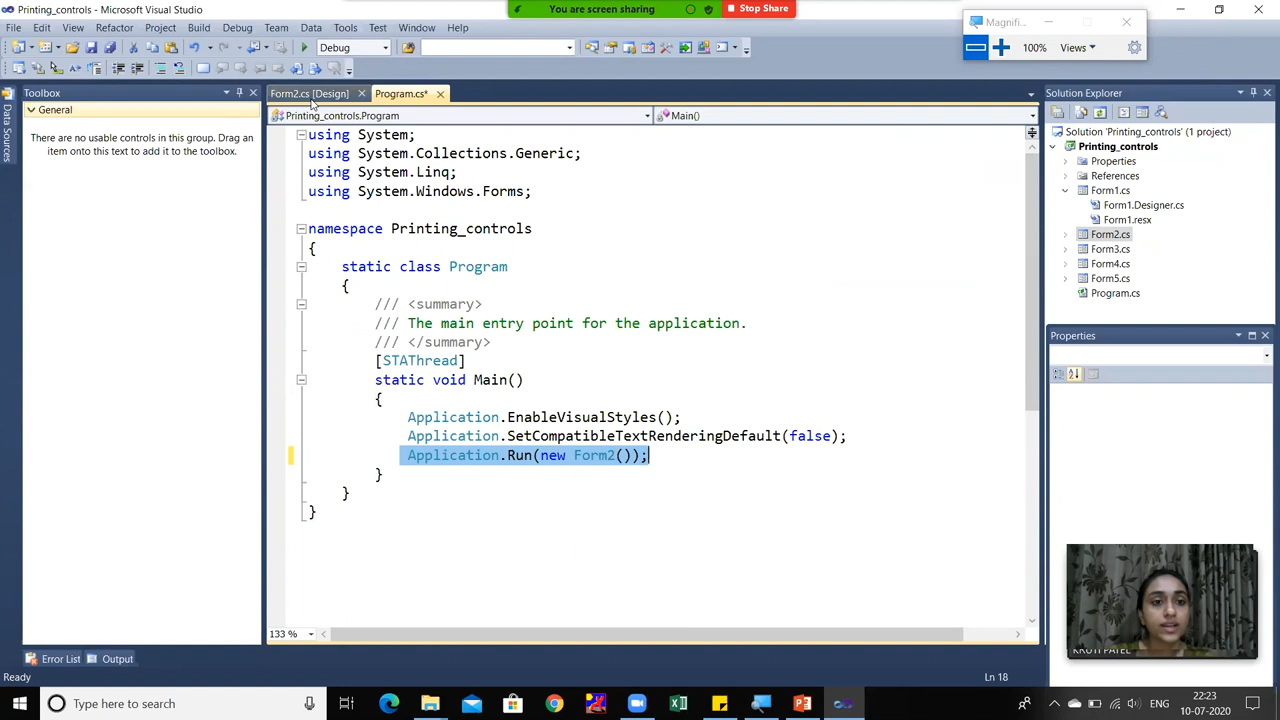 Printing_controls - Microsoft Visual Studio
You are screen sharing
Stop Share
Magnifi...
100%
Views
File Edit View Refactor Project Build Debug Team Data Tools Architecture Test Analyze Window Help
Debug
Toolbox
General
There are no usable controls in this group. Drag an
item onto this text to add it to the toolbox.
Data Sources
Form2.cs [Design]
Program.cs*
Printing_controls.Program
Main()
using System;
using System.Collections.Generic;
using System.Linq;
using System.Windows.Forms;
namespace Printing_controls
{
static class Program
{
/// <summary>
/// The main entry point for the application.
/// </summary>
[STAThread]
static void Main()
{
Application.EnableVisualStyles();
Application.SetCompatibleTextRenderingDefault(false);
Application.Run(new Form2());
}
}
}
133 %
Solution Explorer
Solution 'Printing_controls' (1 project)
Printing_controls
Properties
References
Form1.cs
Form1.Designer.cs
Form1.resx
Form2.cs
Form3.cs
Form4.cs
Form5.cs
Program.cs
Properties
KRUTI PATEL
Error List
Output
Ready
Ln 18
Type here to search
ENG
22:23
10-07-2020